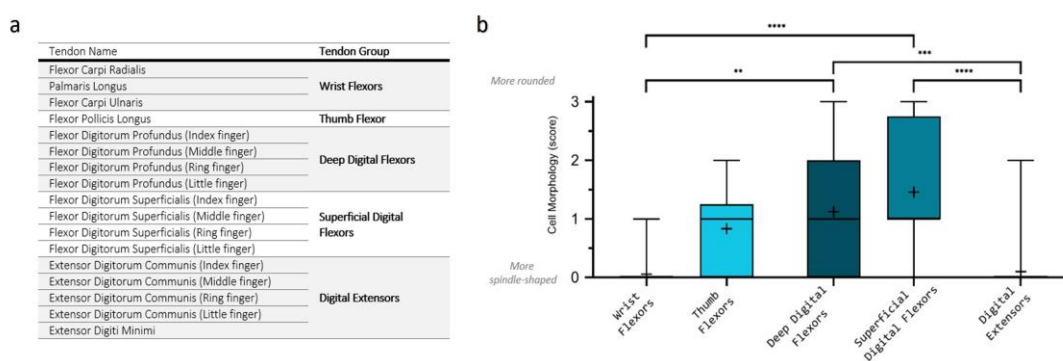 a
Tendon Name Tendon Group
Flexor Carpi Radialis
Palmaris Longus Wrist Flexors
Flexor Carpi Ulnaris
Flexor Pollicis Longus Thumb Flexor
Flexor Digitorum Profundus (Index finger)
Flexor Digitorum Profundus (Middle finger)
Deep Digital Flexors
Flexor Digitorum Profundus (Ring finger)
Flexor Digitorum Profundus (Little finger)
Flexor Digitorum Superficialis (Index finger)
Flexor Digitorum Superficialis (Middle finger)
Superficial Digital
Flexors
Flexor Digitorum Superficialis (Ring finger)
Flexor Digitorum Superficialis (Little finger)
Extensor Digitorum Communis (Index finger)
Extensor Digitorum Communis (Middle finger)
Extensor Digitorum Communis (Ring finger) Digital Extensors
Extensor Digitorum Communis (Little finger)
Extensor Digiti Minimi
b
****
***
** ****
More rounded
3
2
1
0
Cell Morphology (score)
More
spindle-shaped
Wrist
Flexors
Thumb
Flexors
Deep Digital
Flexors
Superficial
Digital Flexors
Digital
Extensors